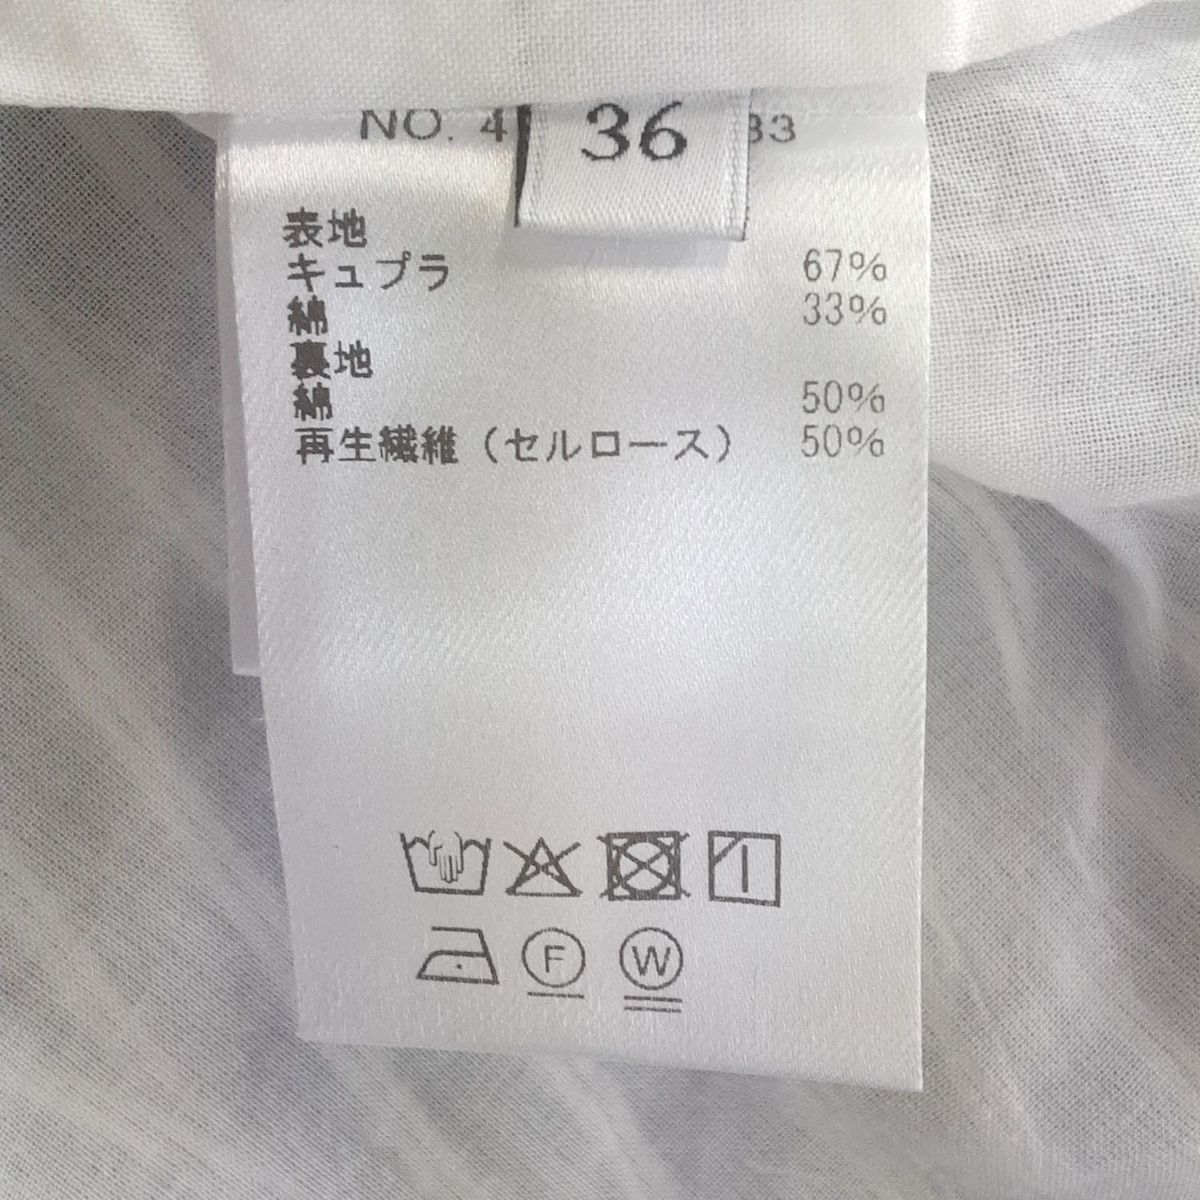 NO. 4
36
33
表地
キュプラ 67%
綿 33%
裏地
綿 50%
再生繊維（セルロース） 50%
F
W